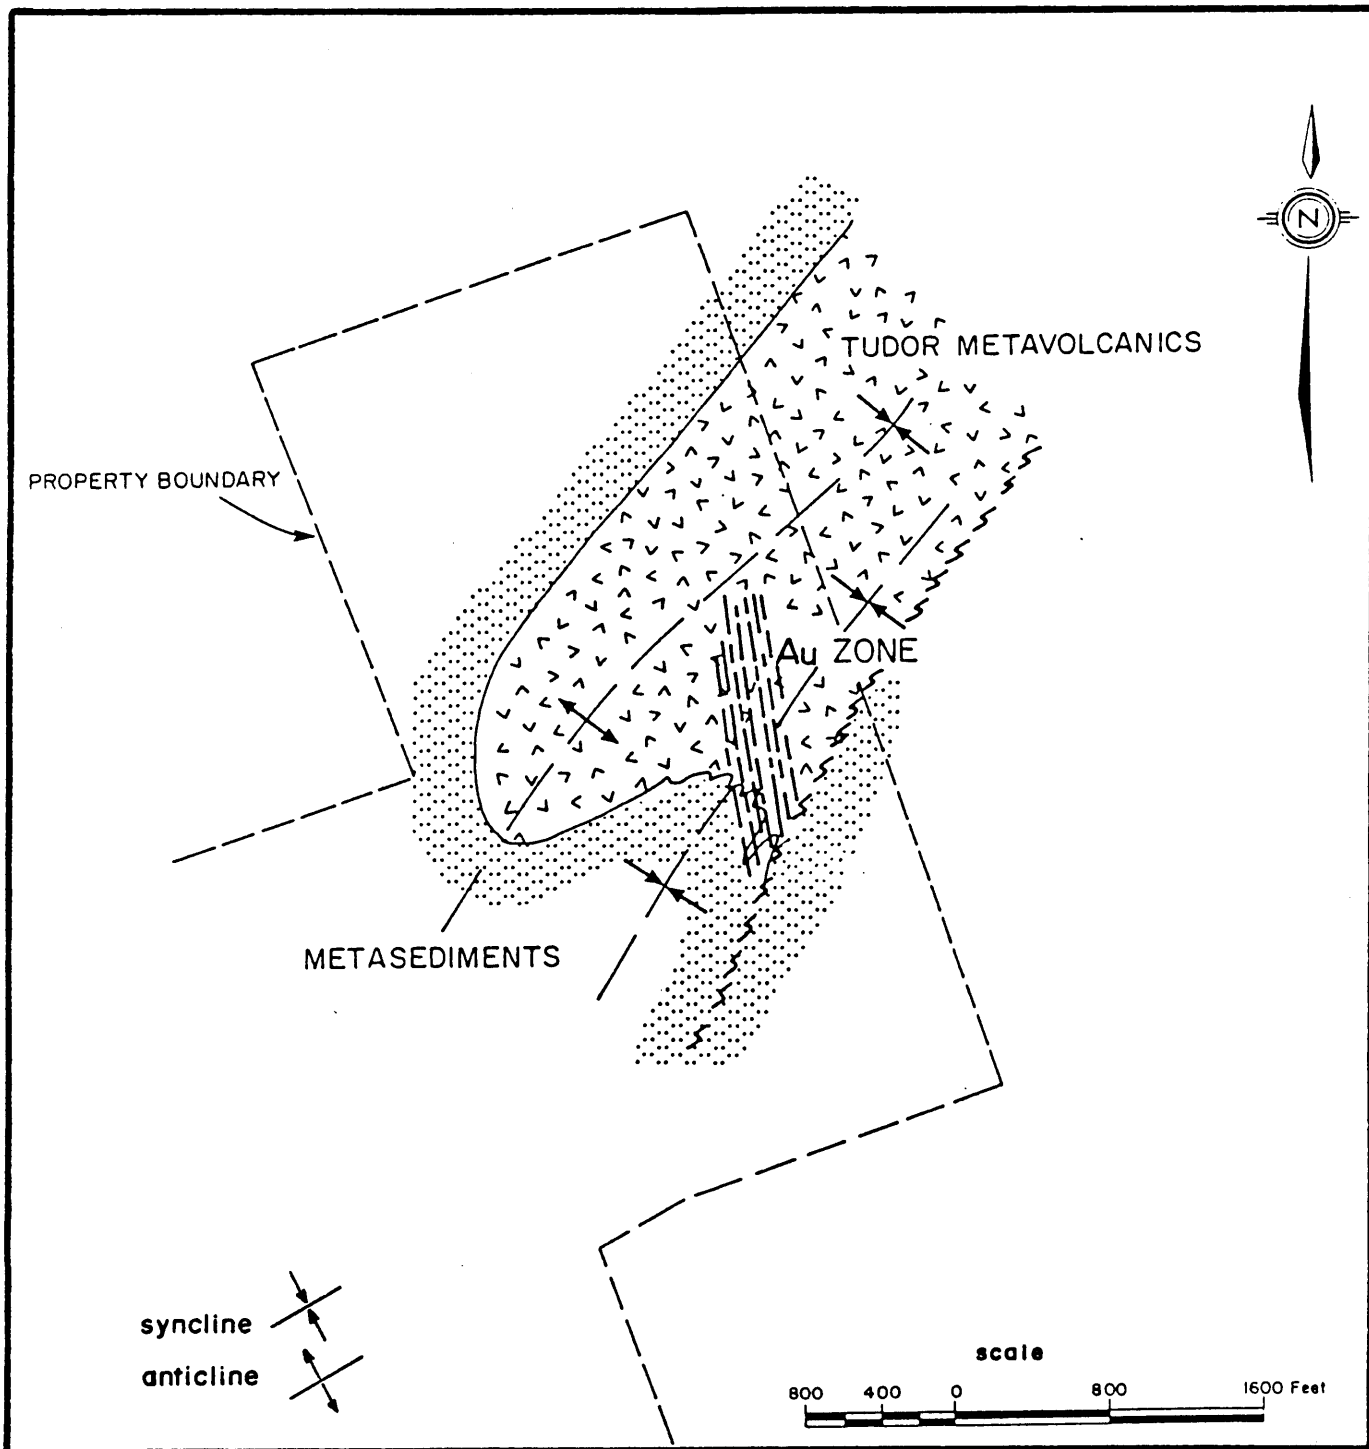 N
TUDOR METAVOLCANICS
PROPERTY BOUNDARY
Au ZONE
METASEDIMENTS
syncline
anticline
scale
800 400 0 800 1600 Feet